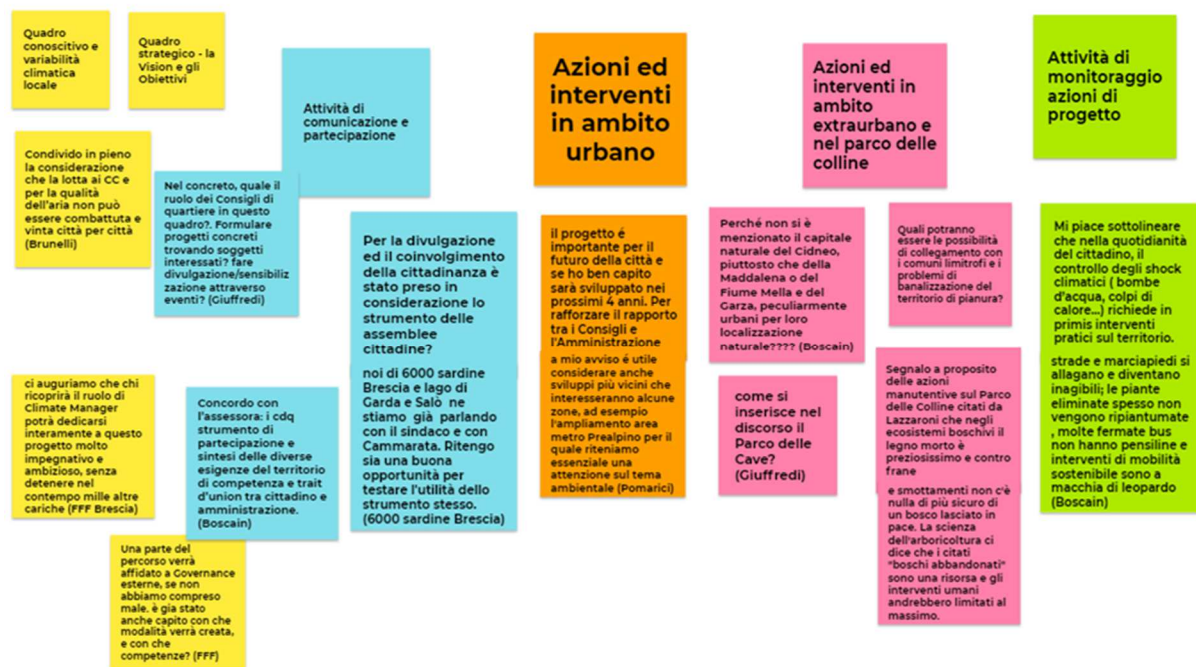 Quadro
conoscitivo e
variabilità
climatica
locale
Quadro
strategico - la
Vision e gli
Obiettivi
Condivido in pieno
la considerazione
che la lotta ai CC e
per la qualità
dell'aria non può
essere combattuta e
vinta città per città
(Brunelli)
ci auguriamo che chi
ricoprirà il ruolo di
Climate Manager
potrà dedicarsi
interamente a questo
progetto molto
impegnativo e
ambizioso, senza
detenere nel
contempo mille altre
cariche (FFF Brescia)
Una parte del
percorso verrà
affidato a Governance
esterne, se non
abbiamo compreso
male. è gia stato
anche capito con che
modalità verrà creata,
e con che
competenze? (FFF)
Attività di
comunicazione e
partecipazione
Nel concreto, quale il
ruolo dei Consigli di
quartiere in questo
quadro?. Formulare
progetti concreti
trovando soggetti
interessati? fare
divulgazione/sensibiliz
zazione attraverso
eventi? (Giuffredi)
Concordo con
l'assessora: i cdq
strumento di
partecipazione e
sintesi delle diverse
esigenze del territorio
di competenza e trait
d'union tra cittadino e
amministrazione.
(Boscain)
Per la divulgazione
ed il coinvolgimento
della cittadinanza è
stato preso in
considerazione lo
strumento delle
assemblee
cittadine?
noi di 6000 sardine
Brescia e lago di
Garda e Salò ne
stiamo già parlando
con il sindaco e con
Cammarata. Ritengo
sia una buona
opportunità per
testare l'utilità dello
strumento stesso.
(6000 sardine Brescia)
Azioni ed
interventi
in ambito
urbano
il progetto é
importante per il
futuro della città e
se ho ben capito
sarà sviluppato nei
prossimi 4 anni. Per
rafforzare il rapporto
tra i Consigli e
l'Amministrazione
a mio avviso é utile
considerare anche
sviluppi più vicini che
interesseranno alcune
zone, ad esempio
l'ampliamento area
metro Prealpino per il
quale riteniamo
essenziale una
attenzione sul tema
ambientale (Pomarici)
Azioni ed
interventi in
ambito
extraurbano e
nel parco delle
colline
Perché non si è
menzionato il capitale
naturale del Cidneo,
piuttosto che della
Maddalena o del
Fiume Mella e del
Garza, peculiarmente
urbani per loro
localizzazione
naturale???? (Boscain)
come si
inserisce nel
discorso il
Parco delle
Cave?
(Giuffredi)
Quali potranno
essere le possibilità
di collegamento con
i comuni limitrofi e i
problemi di
banalizzazione del
territorio di pianura?
Segnalo a proposito
delle azioni
manutentive sul Parco
delle Colline citati da
Lazzaroni che negli
ecosistemi boschivi il
legno morto è
preziosissimo e contro
frane
e smottamenti non c'è
nulla di più sicuro di
un bosco lasciato in
pace. La scienza
dell'arboricoltura ci
dice che i citati
"boschi abbandonati"
sono una risorsa e gli
interventi umani
andrebbero limitati al
massimo.
Attività di
monitoraggio
azioni di
progetto
Mi piace sottolineare
che nella quotidianità
del cittadino, il
controllo degli shock
climatici ( bombe
d'acqua, colpi di
calore...) richiede in
primis interventi
pratici sul territorio.
strade e marciapiedi si
allagano e diventano
inagibili; le piante
eliminate spesso non
vengono ripiantumate
, molte fermate bus
non hanno pensiline e
interventi di mobilità
sostenibile sono a
macchia di leopardo
(Boscain)